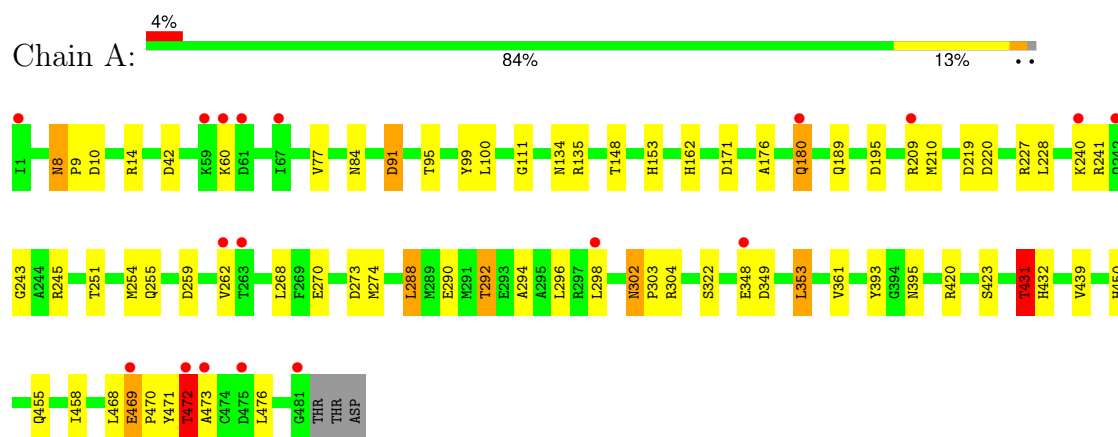 4%
Chain A:
84% 13% • •
I1 N8 P9 D10 R14 D42 K59 K60 D61 I67 V77 N84 D91 T95 Y99 L100 G111 N134 R135 T148 H153 H162 D171 A176 Q180 Q189 D195 R209 M210 D219 D220 R227 L228 K240 R241
G243 A244 R245 T251 M254 Q255 D259 V262 T263 L268 F269 E270 D273 M274 L288 M289 E290 M291 T292 E293 A294 A295 L296 R297 L298 N302 P303 R304 S322 E348 D349 L353 V361 Y393 G394 N395 R420 S423 T431 H432 V439 H450
Q455 I458 L468 E469 P470 Y471 T472 A473 C474 D475 L476 G481 THR THR ASP